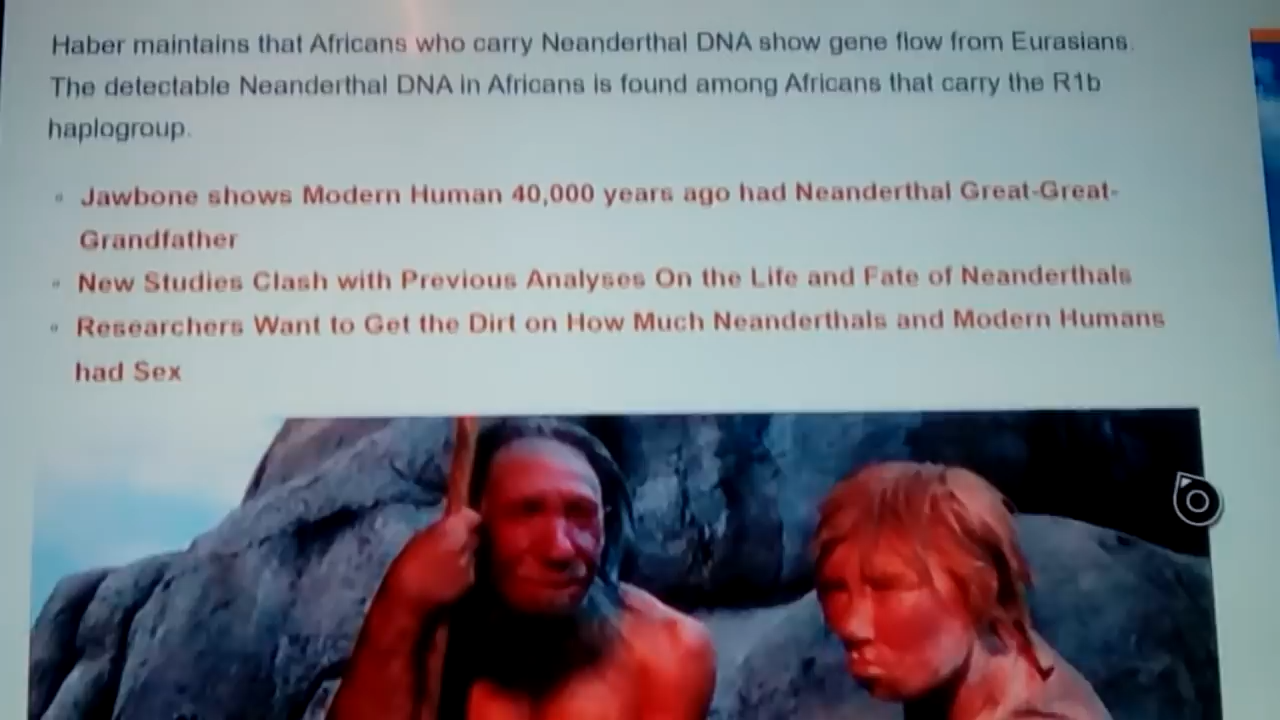 Haber maintains that Africans who carry Neanderthal DNA show gene flow from Eurasians.
The detectable Neanderthal DNA in Africans is found among Africans that carry the R1b
haplogroup.
Jawbone shows Modern Human 40,000 years ago had Neanderthal Great-Great-
Grandfather
New Studies Clash with Previous Analyses On the Life and Fate of Neanderthals
Researchers Want to Get the Dirt on How Much Neanderthals and Modern Humans
had Sex